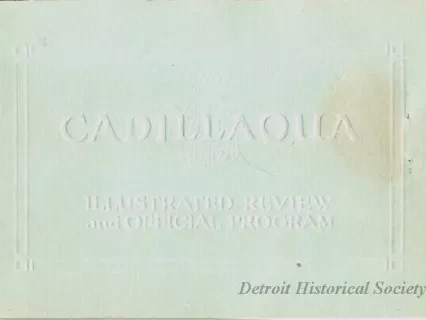 CADILLAQUA
ILLUSTRATED REVIEW
and OFFICIAL PROGRAM
Detroit Historical Society